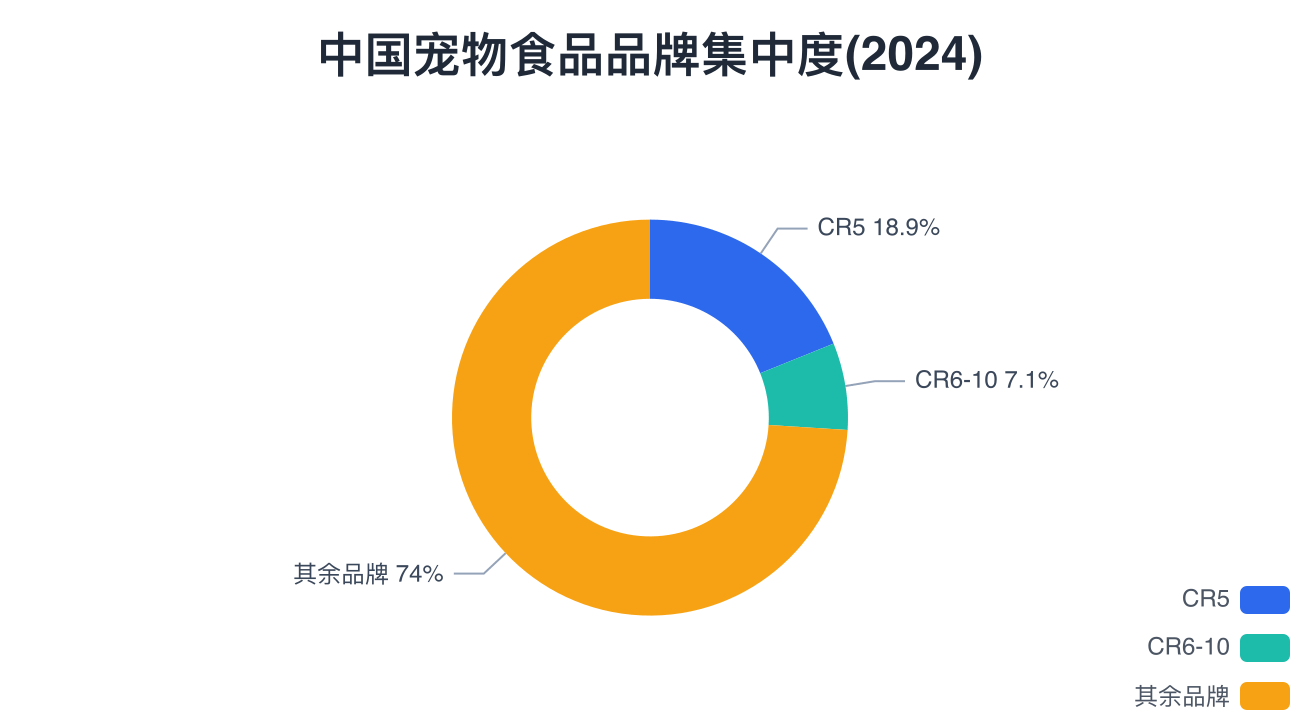 中国宠物食品品牌集中度(2024)
CR5 18.9%
CR6-10 7.1%
其余品牌 74%
CR5
CR6-10
其余品牌